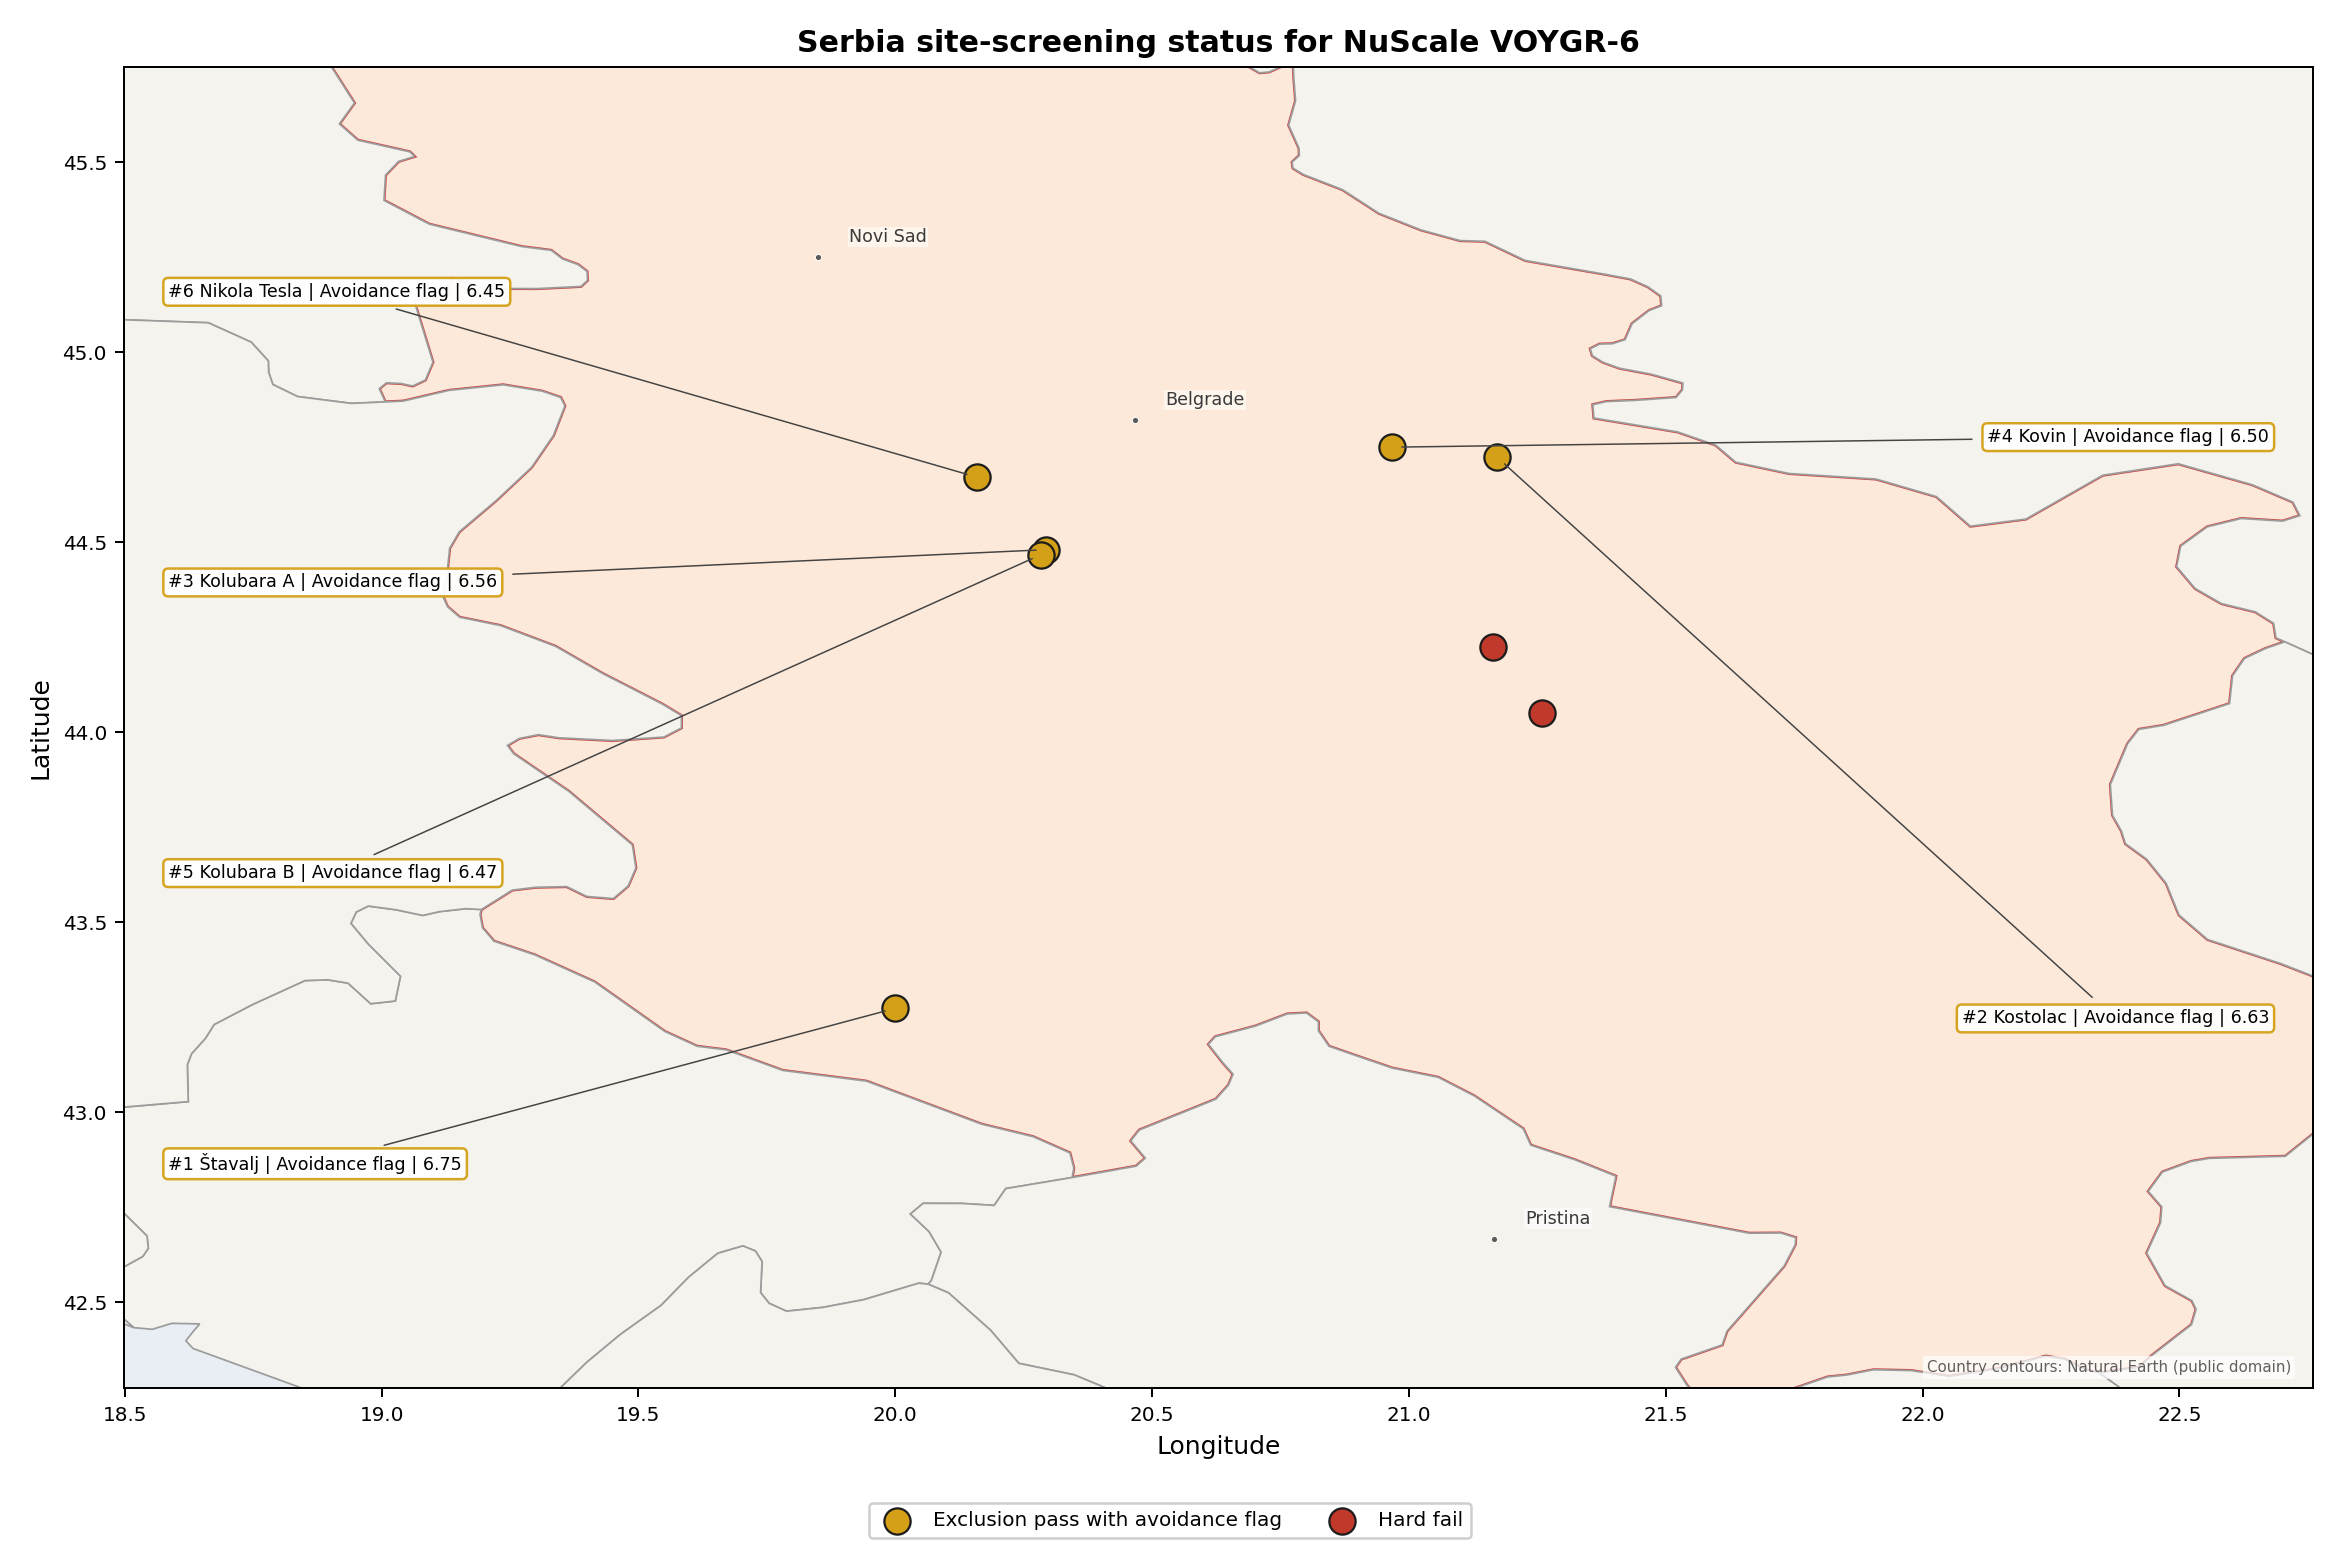 Serbia site-screening status for NuScale VOYGR-6
Latitude
45.5
45.0
44.5
44.0
43.5
43.0
42.5
Novi Sad
#6 Nikola Tesla | Avoidance flag | 6.45
Belgrade
#4 Kovin | Avoidance flag | 6.50
#3 Kolubara A | Avoidance flag | 6.56
#5 Kolubara B | Avoidance flag | 6.47
#2 Kostolac | Avoidance flag | 6.63
#1 Štavalj | Avoidance flag | 6.75
Pristina
Country contours: Natural Earth (public domain)
18.5 19.0 19.5 20.0 20.5 21.0 21.5 22.0 22.5
Longitude
Exclusion pass with avoidance flag Hard fail